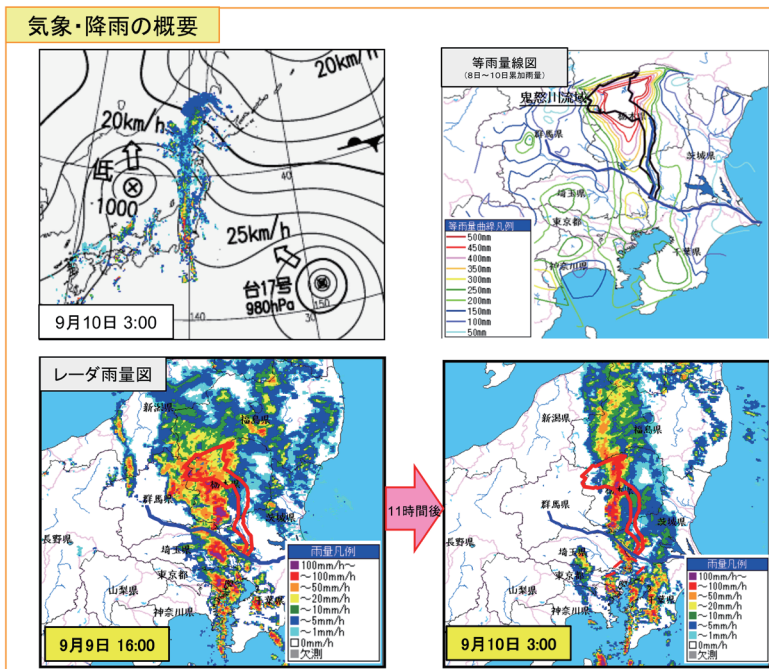 気象・降雨の概要
20km/h
20km/h
低
1000
25km/h
台17号
980hPa
150
140
30
9月10日 3:00
等雨量線図
(8日~10日累加雨量)
鬼怒川流域
栃木県
群馬県
茨城県
埼玉県
東京都
神奈川県
千葉県
等雨量曲線凡例
500mm
450mm
400mm
350mm
300mm
250mm
200mm
150mm
100mm
50mm
レーダ雨量図
新潟県
福島県
栃木県
群馬県
茨城県
長野県
埼玉県
東京都
山梨県
神奈川県
千葉県
雨量凡例
100mm/h~
~100mm/h
~50mm/h
~20mm/h
~10mm/h
~5mm/h
~1mm/h
0mm/h
欠測
9月9日 16:00
11時間後
新潟県
福島県
群馬県
茨城県
長野県
埼玉県
東京都
山梨県
神奈川県
千葉県
雨量凡例
100mm/h~
~100mm/h
~50mm/h
~20mm/h
~10mm/h
~5mm/h
~1mm/h
0mm/h
欠測
9月10日 3:00